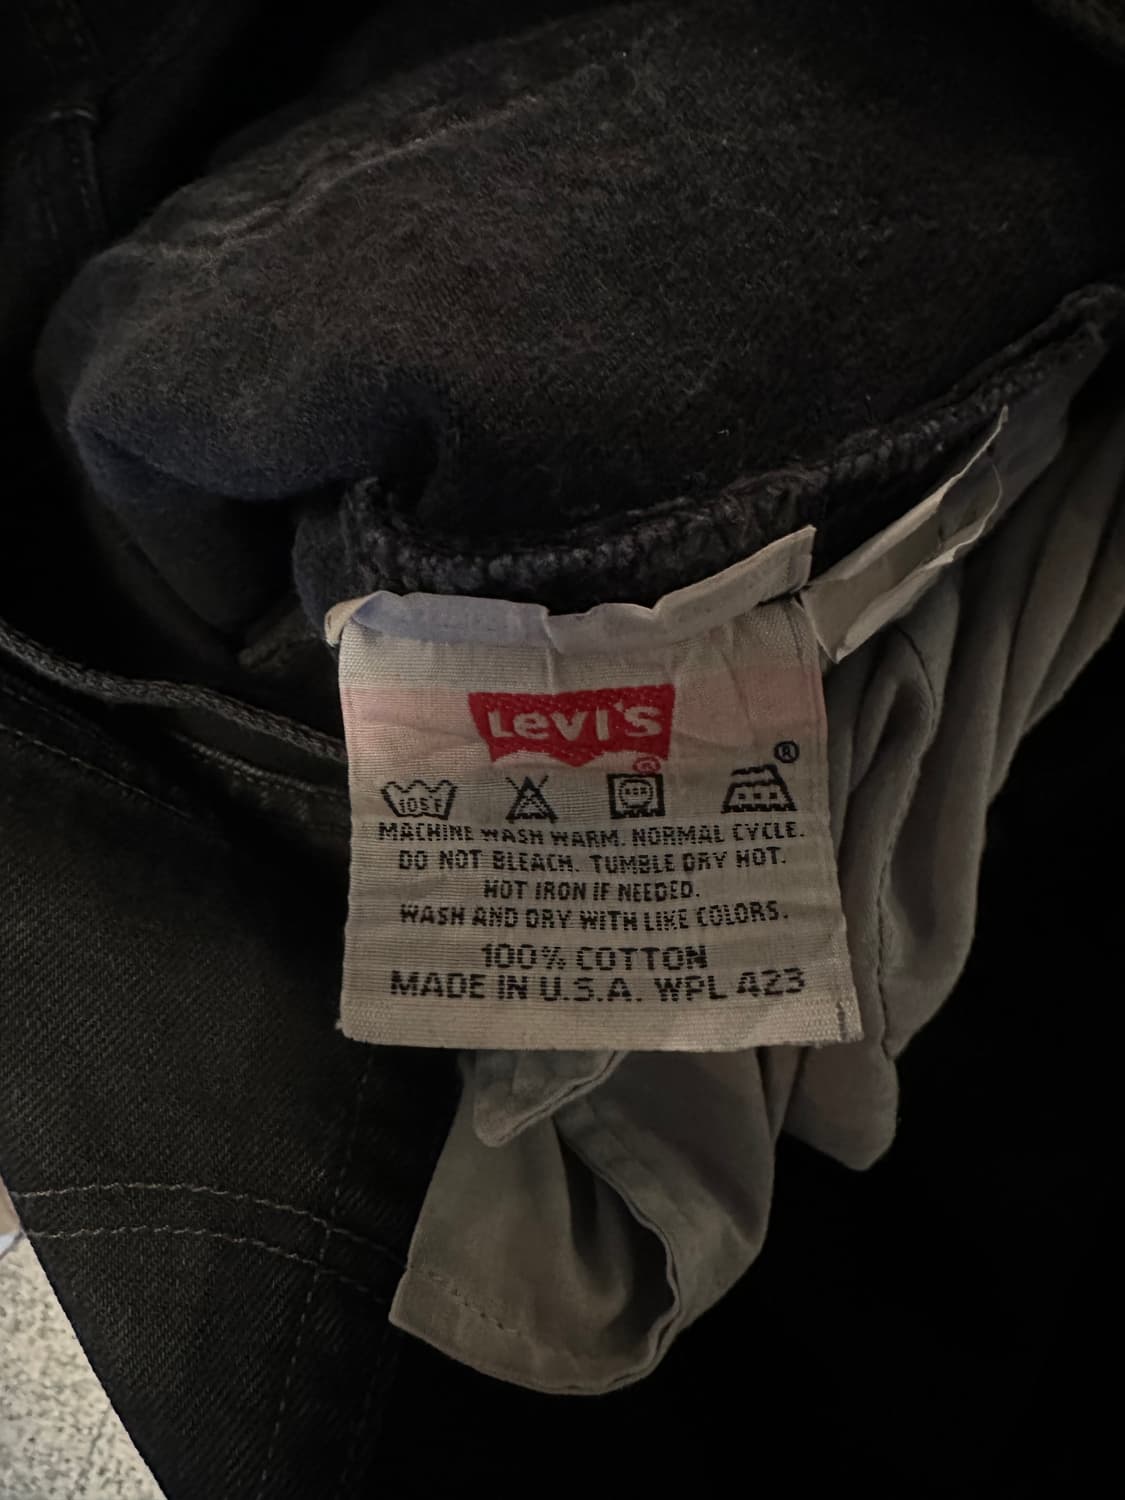 LEVI'S
®
®
105°F
MACHINE WASH WARM. NORMAL CYCLE.
DO NOT BLEACH. TUMBLE DRY HOT.
HOT IRON IF NEEDED.
WASH AND DRY WITH LIKE COLORS.
100% COTTON
MADE IN U.S.A. WPL 423